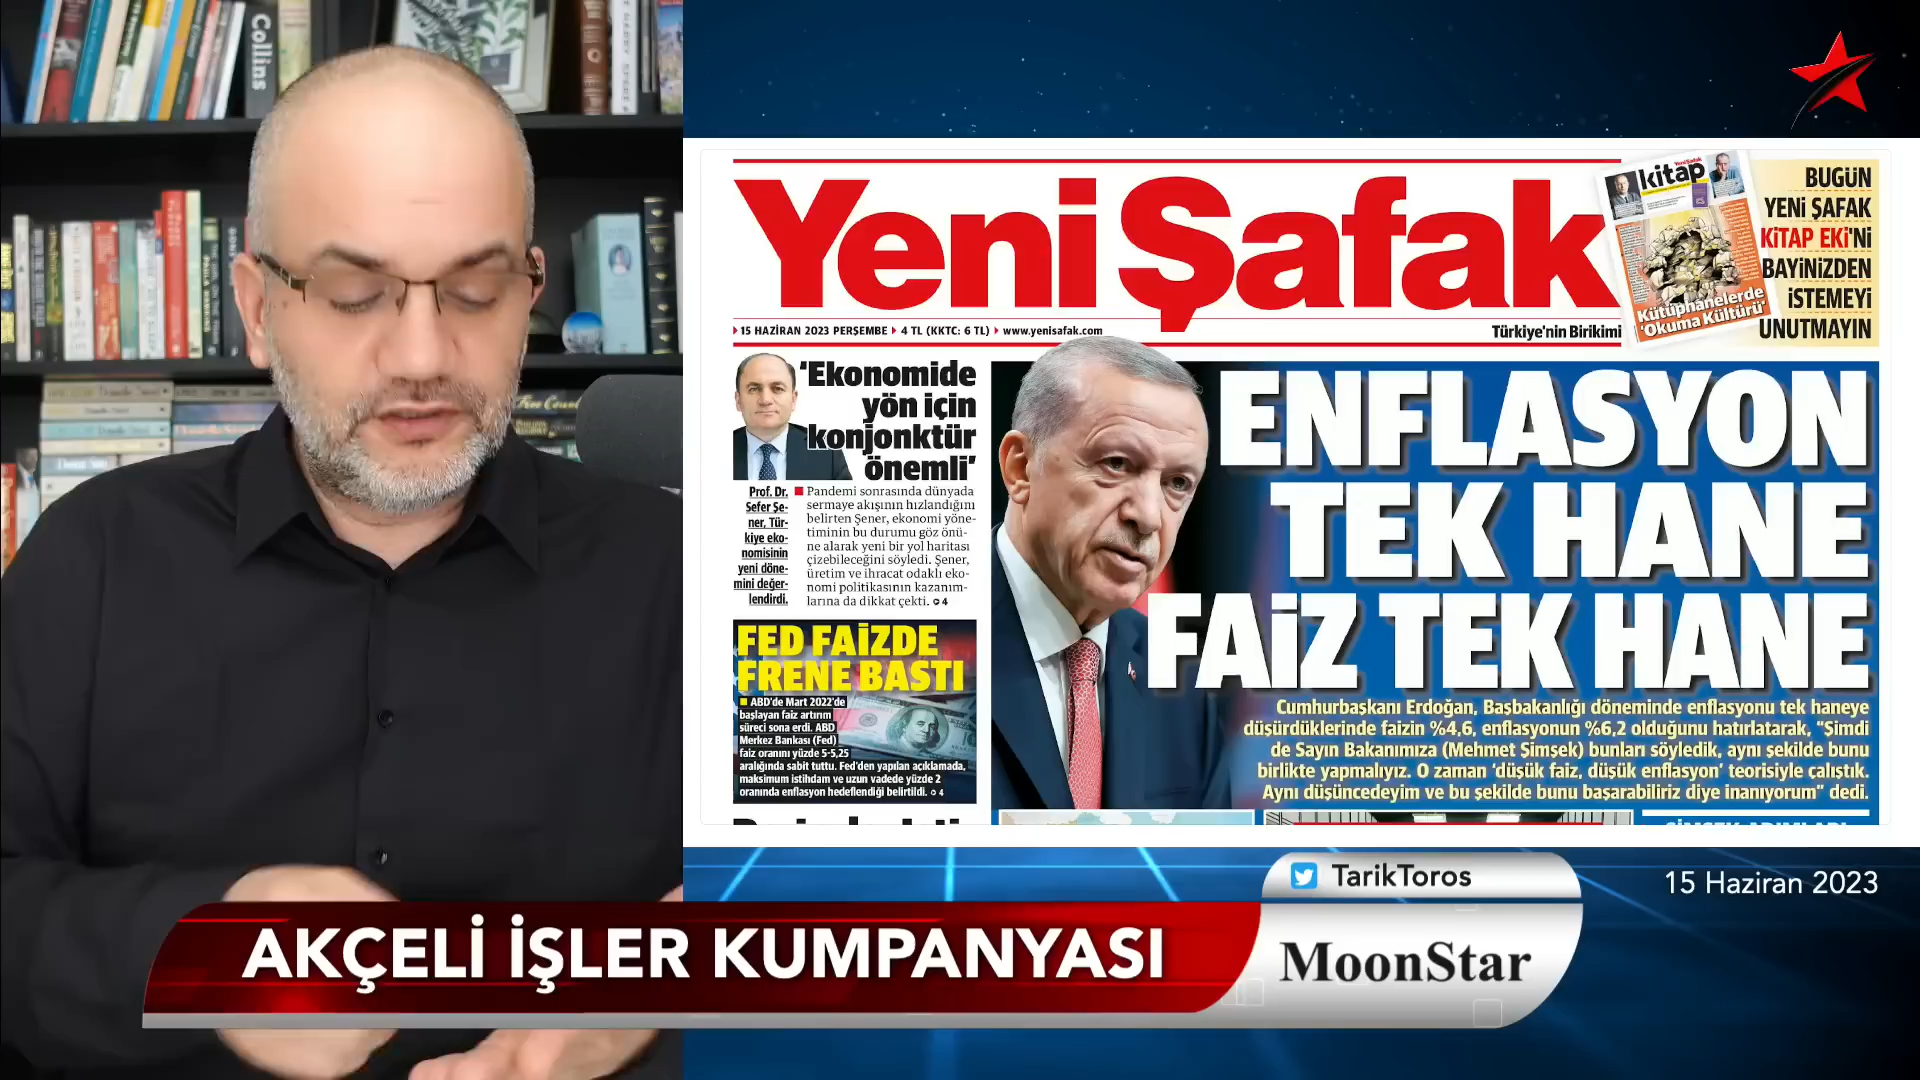 Collins
Yeni Şafak
YeniŞafak
kitap
Kütüphanelerde
'Okuma Kültürü'
BUGÜN
YENİ ŞAFAK
KİTAP EKİ'Nİ
BAYİNİZDEN
İSTEMEYİ
UNUTMAYIN
15 HAZİRAN 2023 PERŞEMBE 4 TL (KKTC: 6 TL) www.yenisafak.com
Türkiye'nin Birikimi
'Ekonomide
yön için
konjonktür
önemli'
Prof. Dr.
Sefer Şe-
ner, Tür-
kiye eko-
nomisinin
yeni döne-
mini değer-
lendirdi.
Pandemi sonrasında dünyada
sermaye akışının hızlandığını
belirten Şener, ekonomi yöne-
timinin bu durumu göz önü-
ne alarak yeni bir yol haritası
çizebileceğini söyledi. Şener,
üretim ve ihracat odaklı eko-
nomi politikasının kazanım-
larına da dikkat çekti. 4
FED FAİZDE
FRENE BASTI
ABD'de Mart 2022'de
başlayan faiz artırım
süreci sona erdi. ABD
Merkez Bankası (Fed)
faiz oranını yüzde 5-5,25
aralığında sabit tuttu. Fed'den yapılan açıklamada,
maksimum istihdam ve uzun vadede yüzde 2
oranında enflasyon hedeflendiği belirtildi. 4
ENFLASYON
TEK HANE
FAİZ TEK HANE
Cumhurbaşkanı Erdoğan, Başbakanlığı döneminde enflasyonu tek haneye
düşürdüklerinde faizin %4,6, enflasyonun %6,2 olduğunu hatırlatarak, "Şimdi
de Sayın Bakanımıza (Mehmet Şimşek) bunları söyledik, aynı şekilde bunu
birlikte yapmalıyız. O zaman 'düşük faiz, düşük enflasyon' teorisiyle çalıştık.
Aynı düşüncedeyim ve bu şekilde bunu başarabiliriz diye inanıyorum" dedi.
TarikToros
15 Haziran 2023
AKÇELİ İŞLER KUMPANYASI
MoonStar